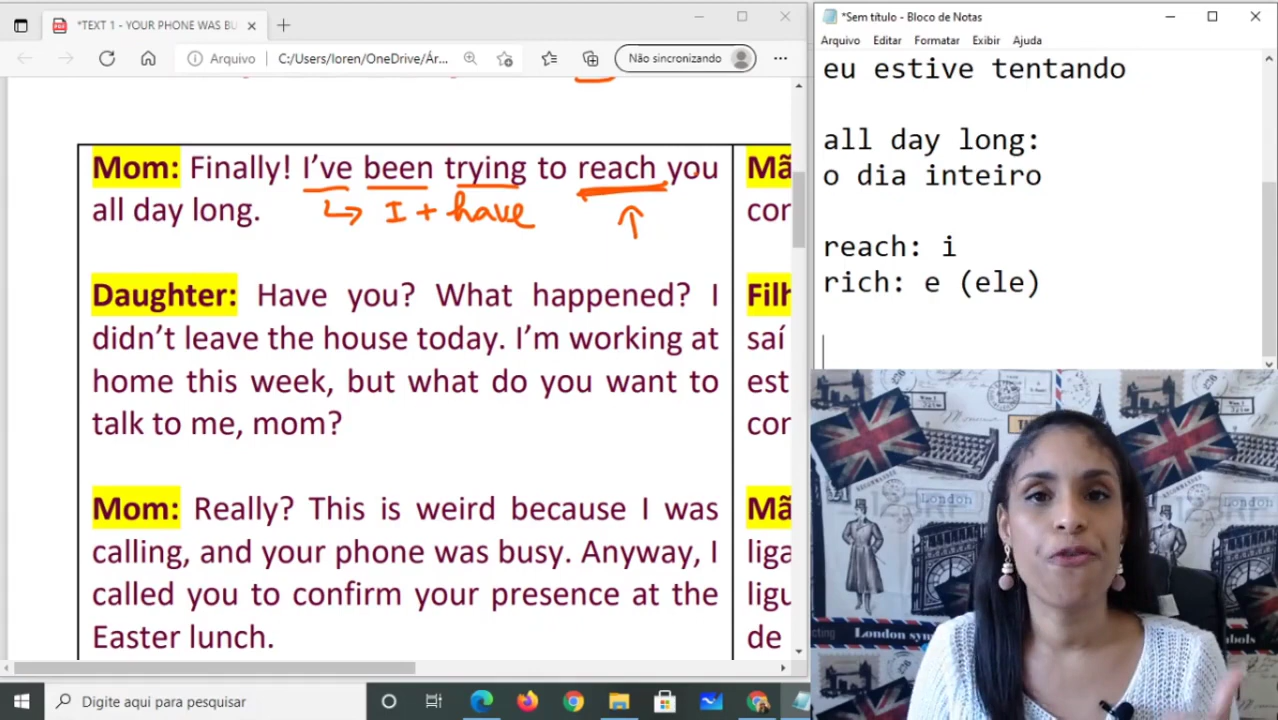 *TEXT 1 - YOUR PHONE WAS BU
Arquivo
C:/Users/loren/OneDrive/Ár...
Não sincronizando
Mom: Finally! I've been trying to reach you
all day long.
I + have
Daughter: Have you? What happened? I
didn't leave the house today. I'm working at
home this week, but what do you want to
talk to me, mom?
Mom: Really? This is weird because I was
calling, and your phone was busy. Anyway, I
called you to confirm your presence at the
Easter lunch.
Mã
cor
Filh
saí
est
cor
Mã
liga
ligu
de
*Sem título - Bloco de Notas
Arquivo Editar Formatar Exibir Ajuda
eu estive tentando
all day long:
o dia inteiro
reach: i
rich: e (ele)
London
London sym
bols
Digite aqui para pesquisar